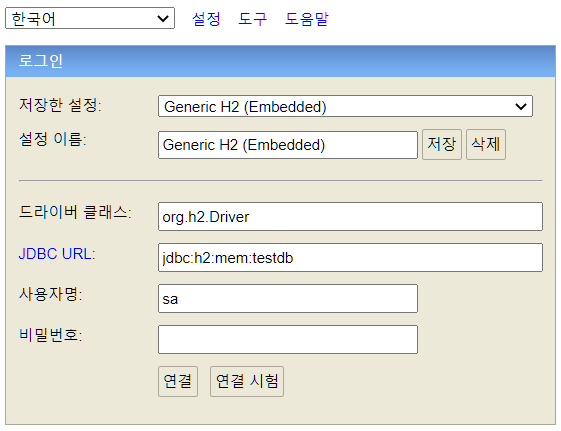 한국어 설정 도구 도움말
로그인
저장한 설정: Generic H2 (Embedded)
설정 이름: Generic H2 (Embedded) 저장 삭제
드라이버 클래스: org.h2.Driver
JDBC URL: jdbc:h2:mem:testdb
사용자명: sa
비밀번호:
연결 연결 시험